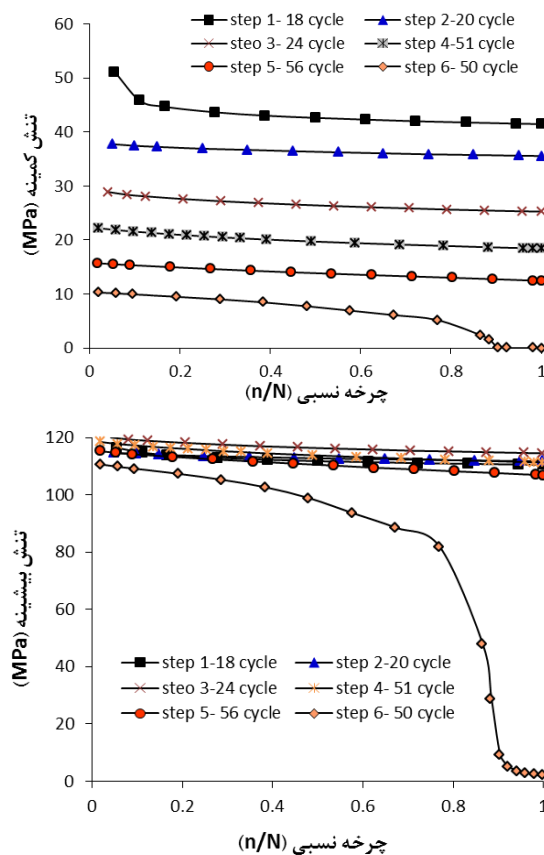 step 1- 18 cycle
step 2-20 cycle
steo 3- 24 cycle
step 4-51 cycle
step 5- 56 cycle
step 6- 50 cycle
60
50
40
30
20
10
0
تنش کمینه (MPa)
0 0.2 0.4 0.6 0.8 1
چرخه نسبی (n/N)
120
100
80
60
40
20
0
تنش بیشینه (MPa)
step 1-18 cycle
step 2-20 cycle
steo 3-24 cycle
step 4- 51 cycle
step 5- 56 cycle
step 6- 50 cycle
0 0.2 0.4 0.6 0.8 1
چرخه نسبی (n/N)